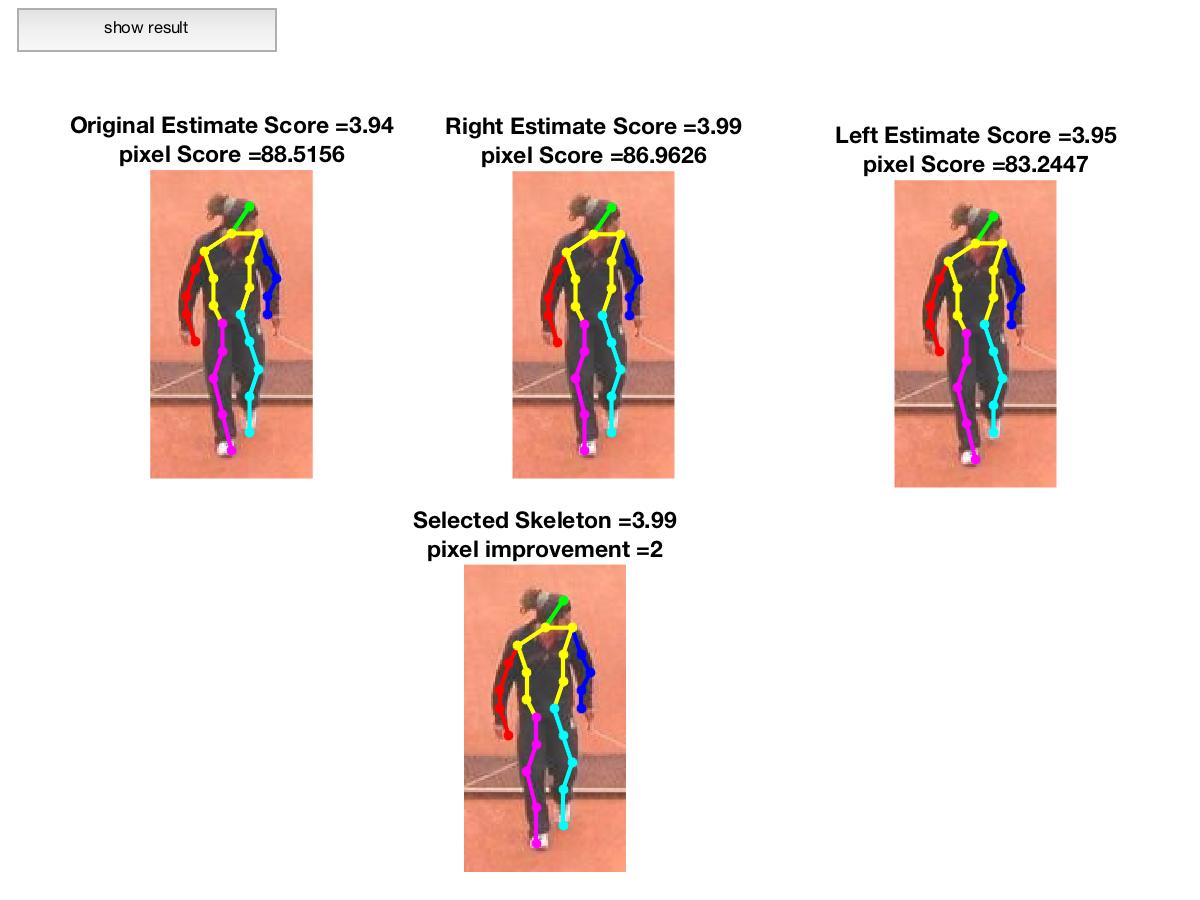 show result
Original Estimate Score =3.94
pixel Score =88.5156
Right Estimate Score =3.99
pixel Score =86.9626
Left Estimate Score =3.95
pixel Score =83.2447
Selected Skeleton =3.99
pixel improvement =2